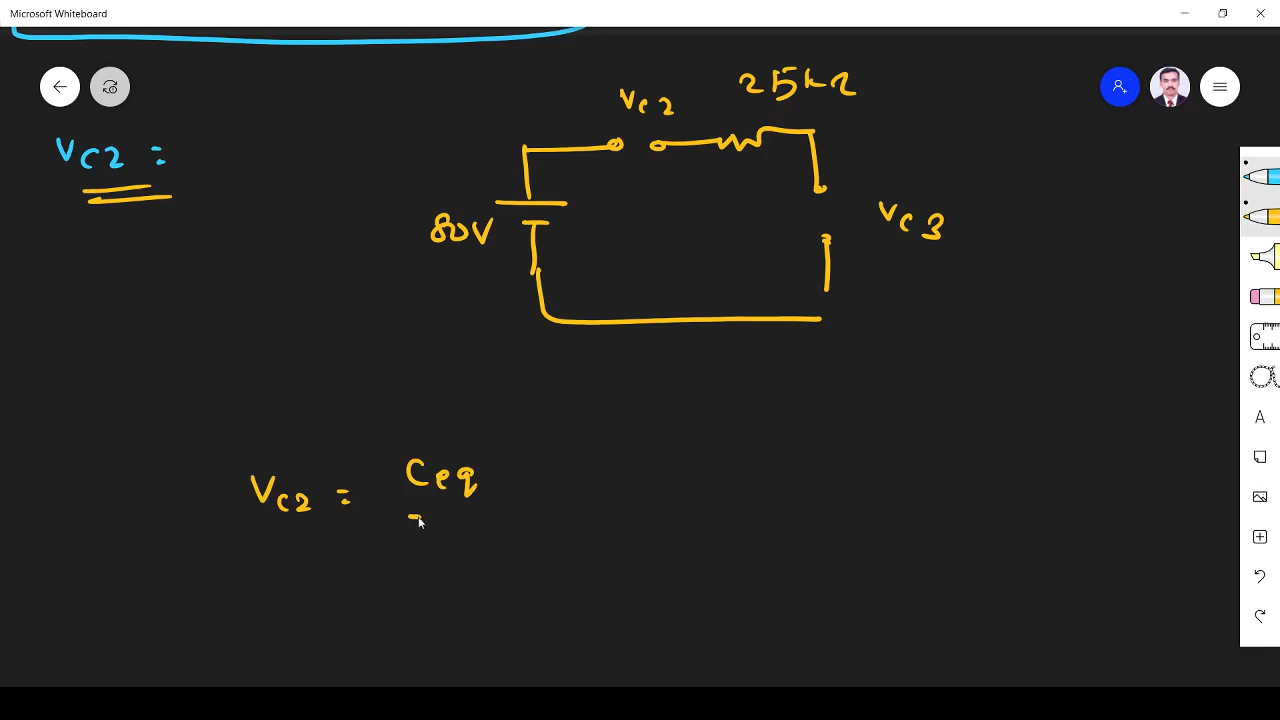 Microsoft Whiteboard
VC2 =
VC2
25kΩ
80V
VC3
VC2 = Ceq
A